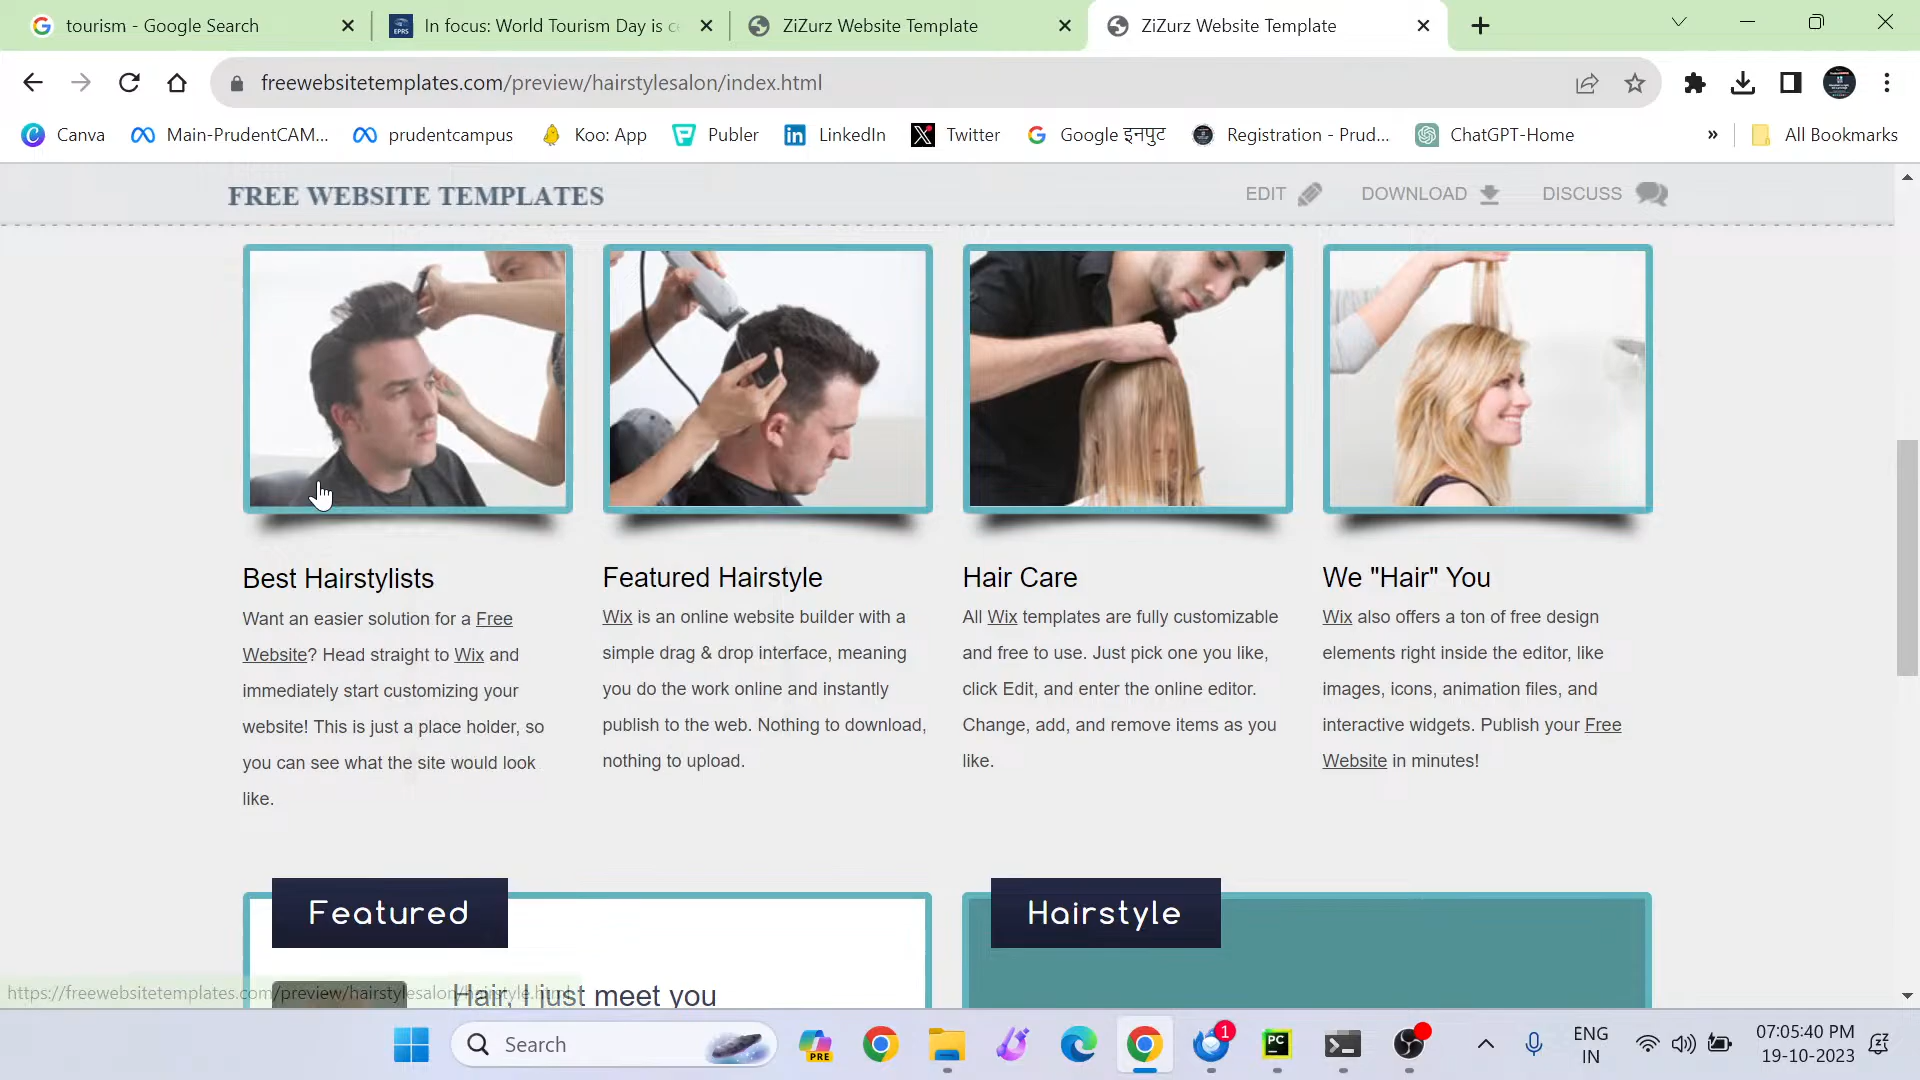 tourism - Google Search
In focus: World Tourism Day is ce
ZiZurz Website Template
ZiZurz Website Template
freewebsitetemplates.com/preview/hairstylesalon/index.html
Canva
Main-PrudentCAM...
prudentcampus
Koo: App
Publer
LinkedIn
Twitter
Google इनपुट
Registration - Prud...
ChatGPT-Home
»
All Bookmarks
FREE WEBSITE TEMPLATES
EDIT
DOWNLOAD
DISCUSS
Best Hairstylists
Want an easier solution for a Free
Website? Head straight to Wix and
immediately start customizing your
website! This is just a place holder, so
you can see what the site would look
like.
Featured Hairstyle
Wix is an online website builder with a
simple drag & drop interface, meaning
you do the work online and instantly
publish to the web. Nothing to download,
nothing to upload.
Hair Care
All Wix templates are fully customizable
and free to use. Just pick one you like,
click Edit, and enter the online editor.
Change, add, and remove items as you
like.
We "Hair" You
Wix also offers a ton of free design
elements right inside the editor, like
images, icons, animation files, and
interactive widgets. Publish your Free
Website in minutes!
Featured
Hairstyle
Hair, I just meet you
https://freewebsitetemplates.com/preview/hairstylesalon/hairstyle.html
Search
PRE
1
PC
ENG
IN
07:05:40 PM
19-10-2023